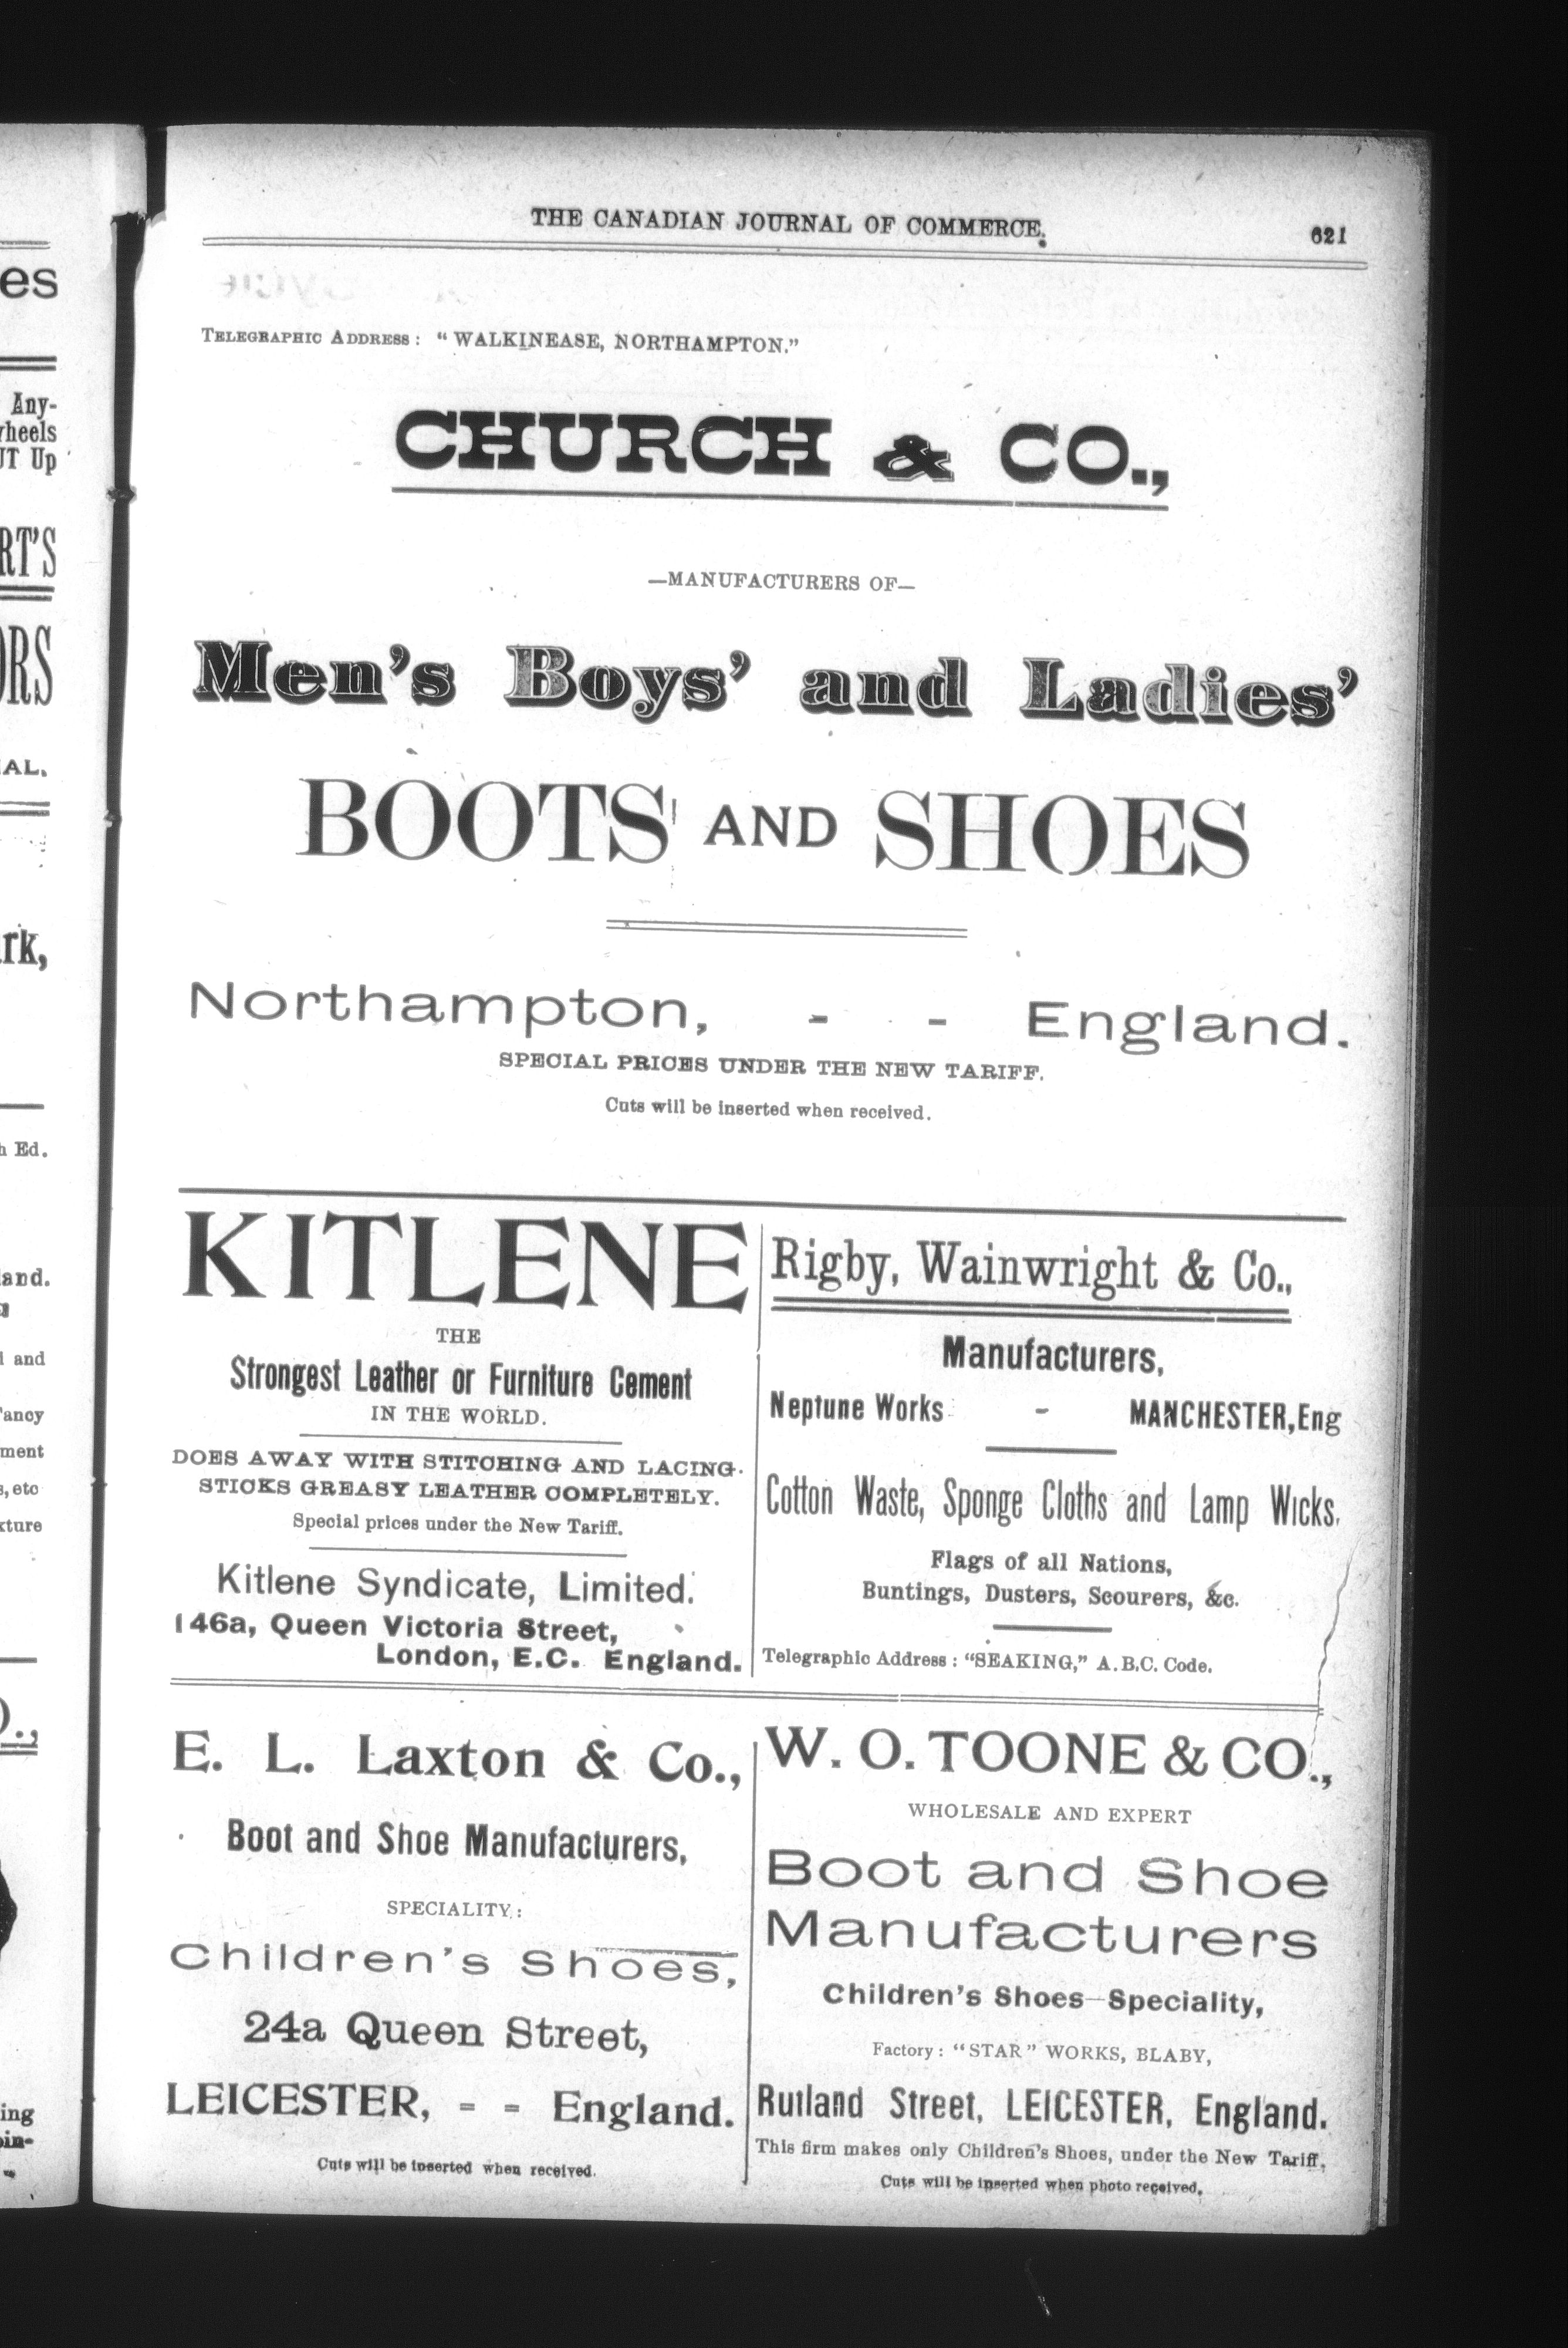 THE CANADIAN JOURNAL OF COMMERCE.
621
TELEGRAPHIC ADDRESS: "WALKINEASE, NORTHAMPTON."
CHURCH & CO.,
—MANUFACTURERS OF—
Men's Boys' and Ladies'
BOOTS AND SHOES
Northampton, - - England.
SPECIAL PRICES UNDER THE NEW TARIFF.
Cuts will be inserted when received.
KITLENE
THE
Strongest Leather or Furniture Cement
IN THE WORLD.
DOES AWAY WITH STITCHING AND LACING.
STICKS GREASY LEATHER COMPLETELY.
Special prices under the New Tariff.
Kitlene Syndicate, Limited.
146a, Queen Victoria Street,
London, E.C. England.
Rigby, Wainwright & Co.,
Manufacturers,
Neptune Works - MANCHESTER, Eng
Cotton Waste, Sponge Cloths and Lamp Wicks.
Flags of all Nations,
Buntings, Dusters, Scourers, &c.
Telegraphic Address: "SEAKING," A.B.C. Code.
E. L. Laxton & Co.,
Boot and Shoe Manufacturers,
SPECIALITY:
Children's Shoes,
24a Queen Street,
LEICESTER, - - England.
Cuts will be inserted when received.
W. O. TOONE & CO.,
WHOLESALE AND EXPERT
Boot and Shoe
Manufacturers
Children's Shoes—Speciality,
Factory: "STAR" WORKS, BLABY,
Rutland Street, LEICESTER, England.
This firm makes only Children's Shoes, under the New Tariff.
Cuts will be inserted when photo received.